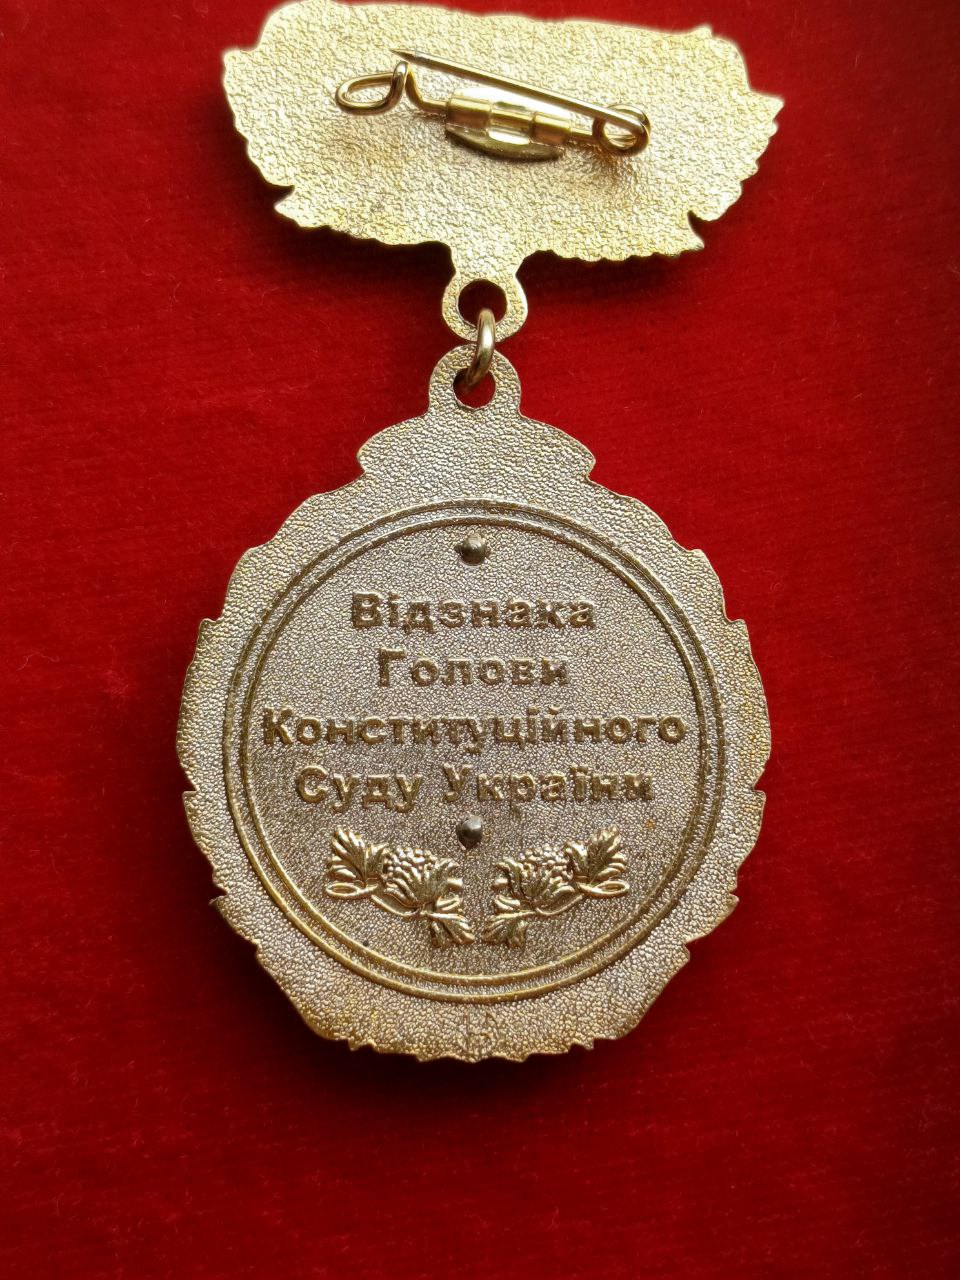 Відзнака
Голови
Конституційного
Суду України